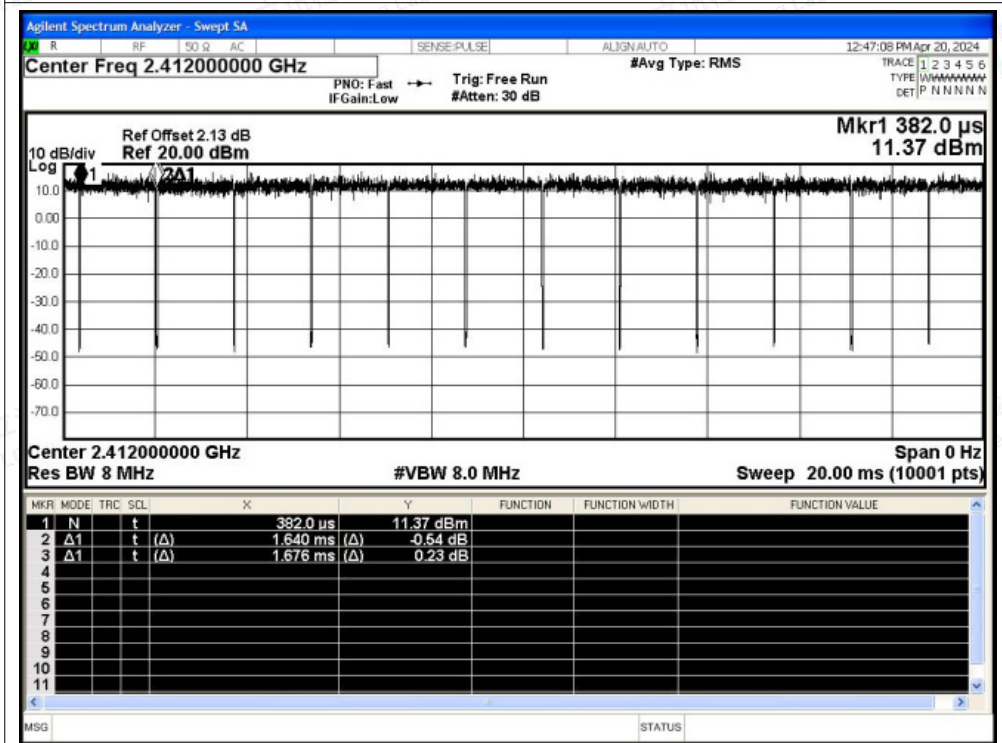 Agilent Spectrum Analyzer - Swept SA
LXI R RF 50 Ω AC SENSE:PULSE ALIGN AUTO 12:47:08 PM Apr 20, 2024
Center Freq 2.412000000 GHz #Avg Type: RMS TRACE 1 2 3 4 5 6
PNO: Fast Trig: Free Run TYPE WWWWWW
IFGain:Low #Atten: 30 dB DET P N N N N N
Mkr1 382.0 µs
Ref Offset 2.13 dB
10 dB/div Ref 20.00 dBm 11.37 dBm
Log
1 2Δ1
10.0
0.00
-10.0
-20.0
-30.0
-40.0
-50.0
-60.0
-70.0
Center 2.412000000 GHz Span 0 Hz
Res BW 8 MHz #VBW 8.0 MHz Sweep 20.00 ms (10001 pts)
MKR MODE TRC SCL X Y FUNCTION FUNCTION WIDTH FUNCTION VALUE
1 N t 382.0 µs 11.37 dBm
2 Δ1 t (Δ) 1.640 ms (Δ) -0.54 dB
3 Δ1 t (Δ) 1.676 ms (Δ) 0.23 dB
4
5
6
7
8
9
10
11
MSG STATUS